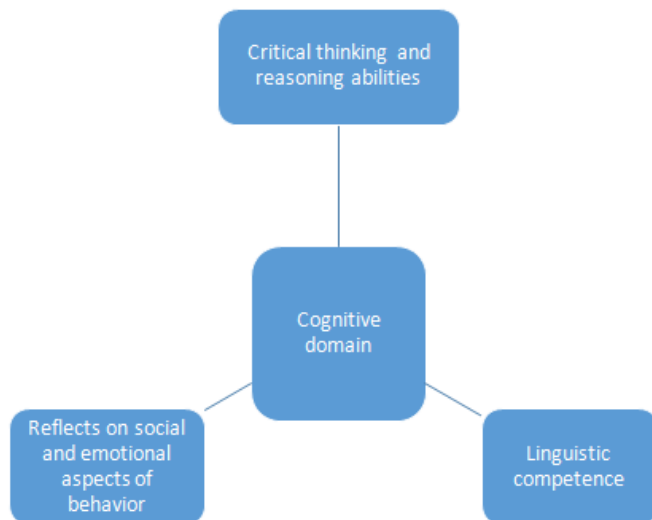 Critical thinking and
reasoning abilities
Cognitive
domain
Reflects on social
and emotional
aspects of
behavior
Linguistic
competence